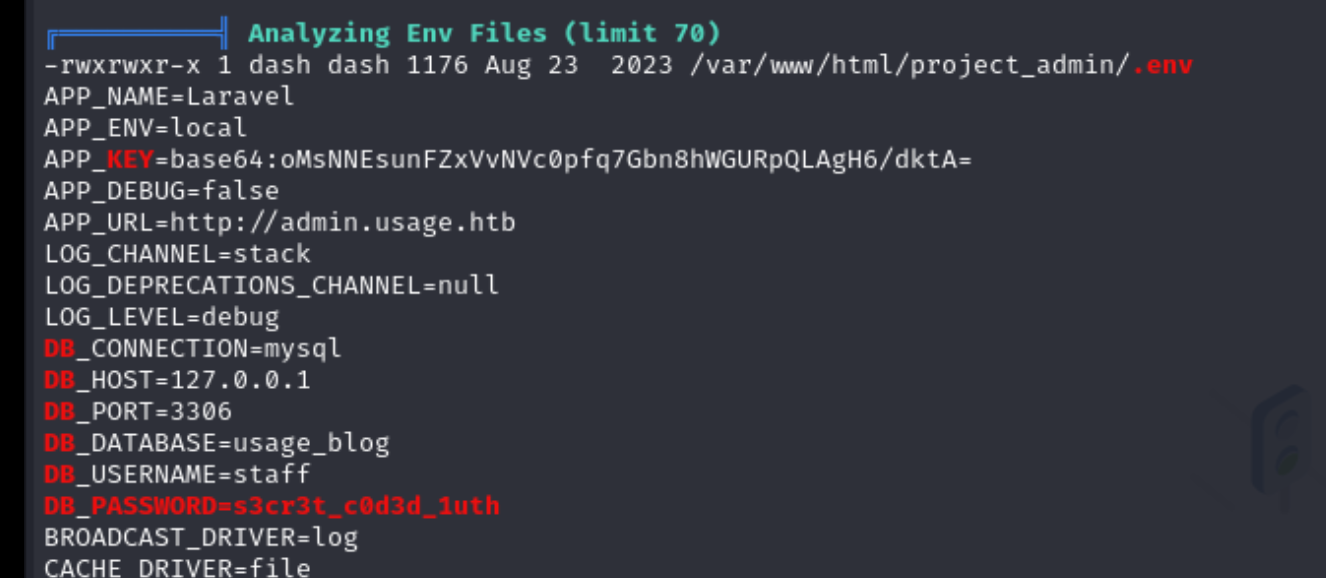 ╔══════════╣ Analyzing Env Files (limit 70)
-rwxrwxr-x 1 dash dash 1176 Aug 23  2023 /var/www/html/project_admin/.env
APP_NAME=Laravel
APP_ENV=local
APP_KEY=base64:oMsNNEsunFZxVvNVc0pfq7Gbn8hWGURpQLAgH6/dktA=
APP_DEBUG=false
APP_URL=http://admin.usage.htb
LOG_CHANNEL=stack
LOG_DEPRECATIONS_CHANNEL=null
LOG_LEVEL=debug
DB_CONNECTION=mysql
DB_HOST=127.0.0.1
DB_PORT=3306
DB_DATABASE=usage_blog
DB_USERNAME=staff
DB_PASSWORD=s3cr3t_c0d3d_1uth
BROADCAST_DRIVER=log
CACHE_DRIVER=file